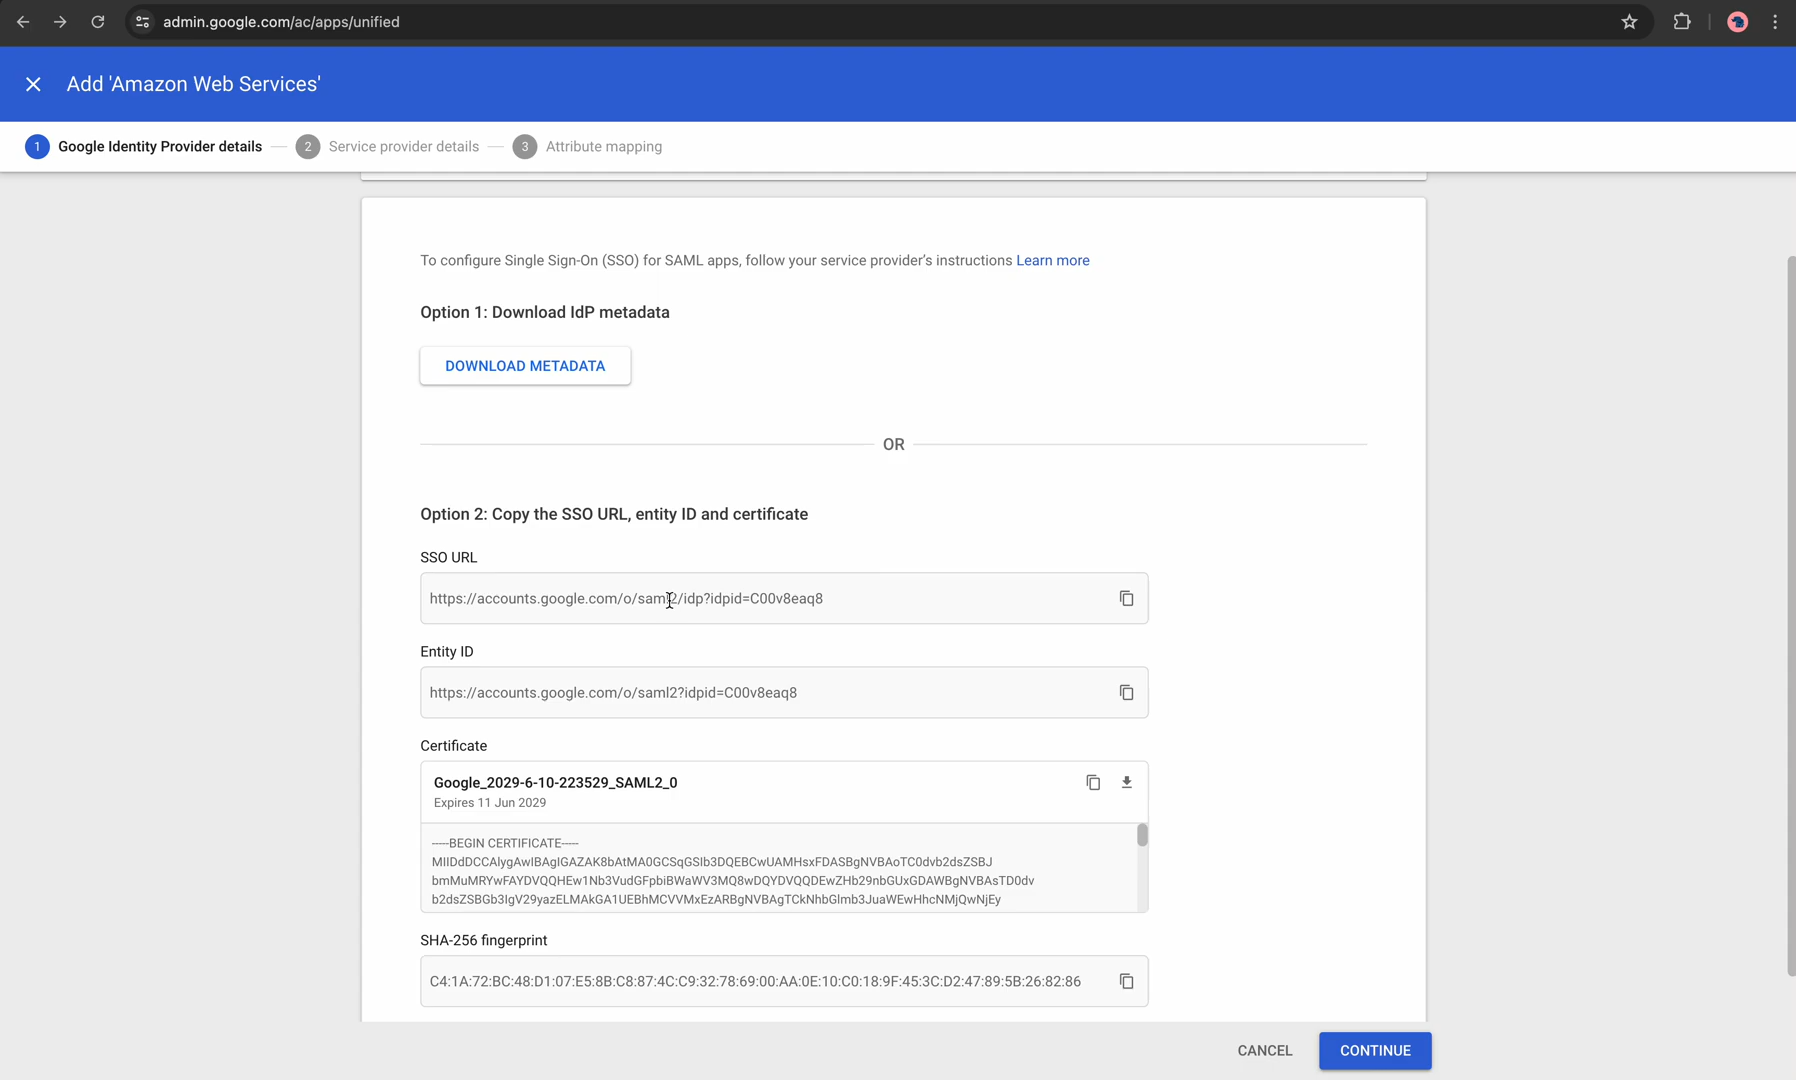 admin.google.com/ac/apps/unified
Add 'Amazon Web Services'
1 Google Identity Provider details 2 Service provider details 3 Attribute mapping
To configure Single Sign-On (SSO) for SAML apps, follow your service provider's instructions Learn more
Option 1: Download IdP metadata
DOWNLOAD METADATA
OR
Option 2: Copy the SSO URL, entity ID and certificate
SSO URL
https://accounts.google.com/o/saml2/idp?idpid=C00v8eaq8
Entity ID
https://accounts.google.com/o/saml2?idpid=C00v8eaq8
Certificate
Google_2029-6-10-223529_SAML2_0
Expires 11 Jun 2029
-----BEGIN CERTIFICATE-----
MIIDdDCCAlygAwIBAgIGAZAK8bAtMA0GCSqGSIb3DQEBCwUAMHsxFDASBgNVBAoTC0dvb2dsZSBJ
bmMuMRYwFAYDVQQHEw1Nb3VudGFpbiBWaWV3MQ8wDQYDVQQDEwZHb29nbGUxGDAWBgNVBAsTD0dv
b2dsZSBGb3IgV29yazELMAkGA1UEBhMCVVMxEzARBgNVBAgTCkNhbGlmb3JuaWEwHhcNMjQwNjEy
SHA-256 fingerprint
C4:1A:72:BC:48:D1:07:E5:8B:C8:87:4C:C9:32:78:69:00:AA:0E:10:C0:18:9F:45:3C:D2:47:89:5B:26:82:86
CANCEL CONTINUE